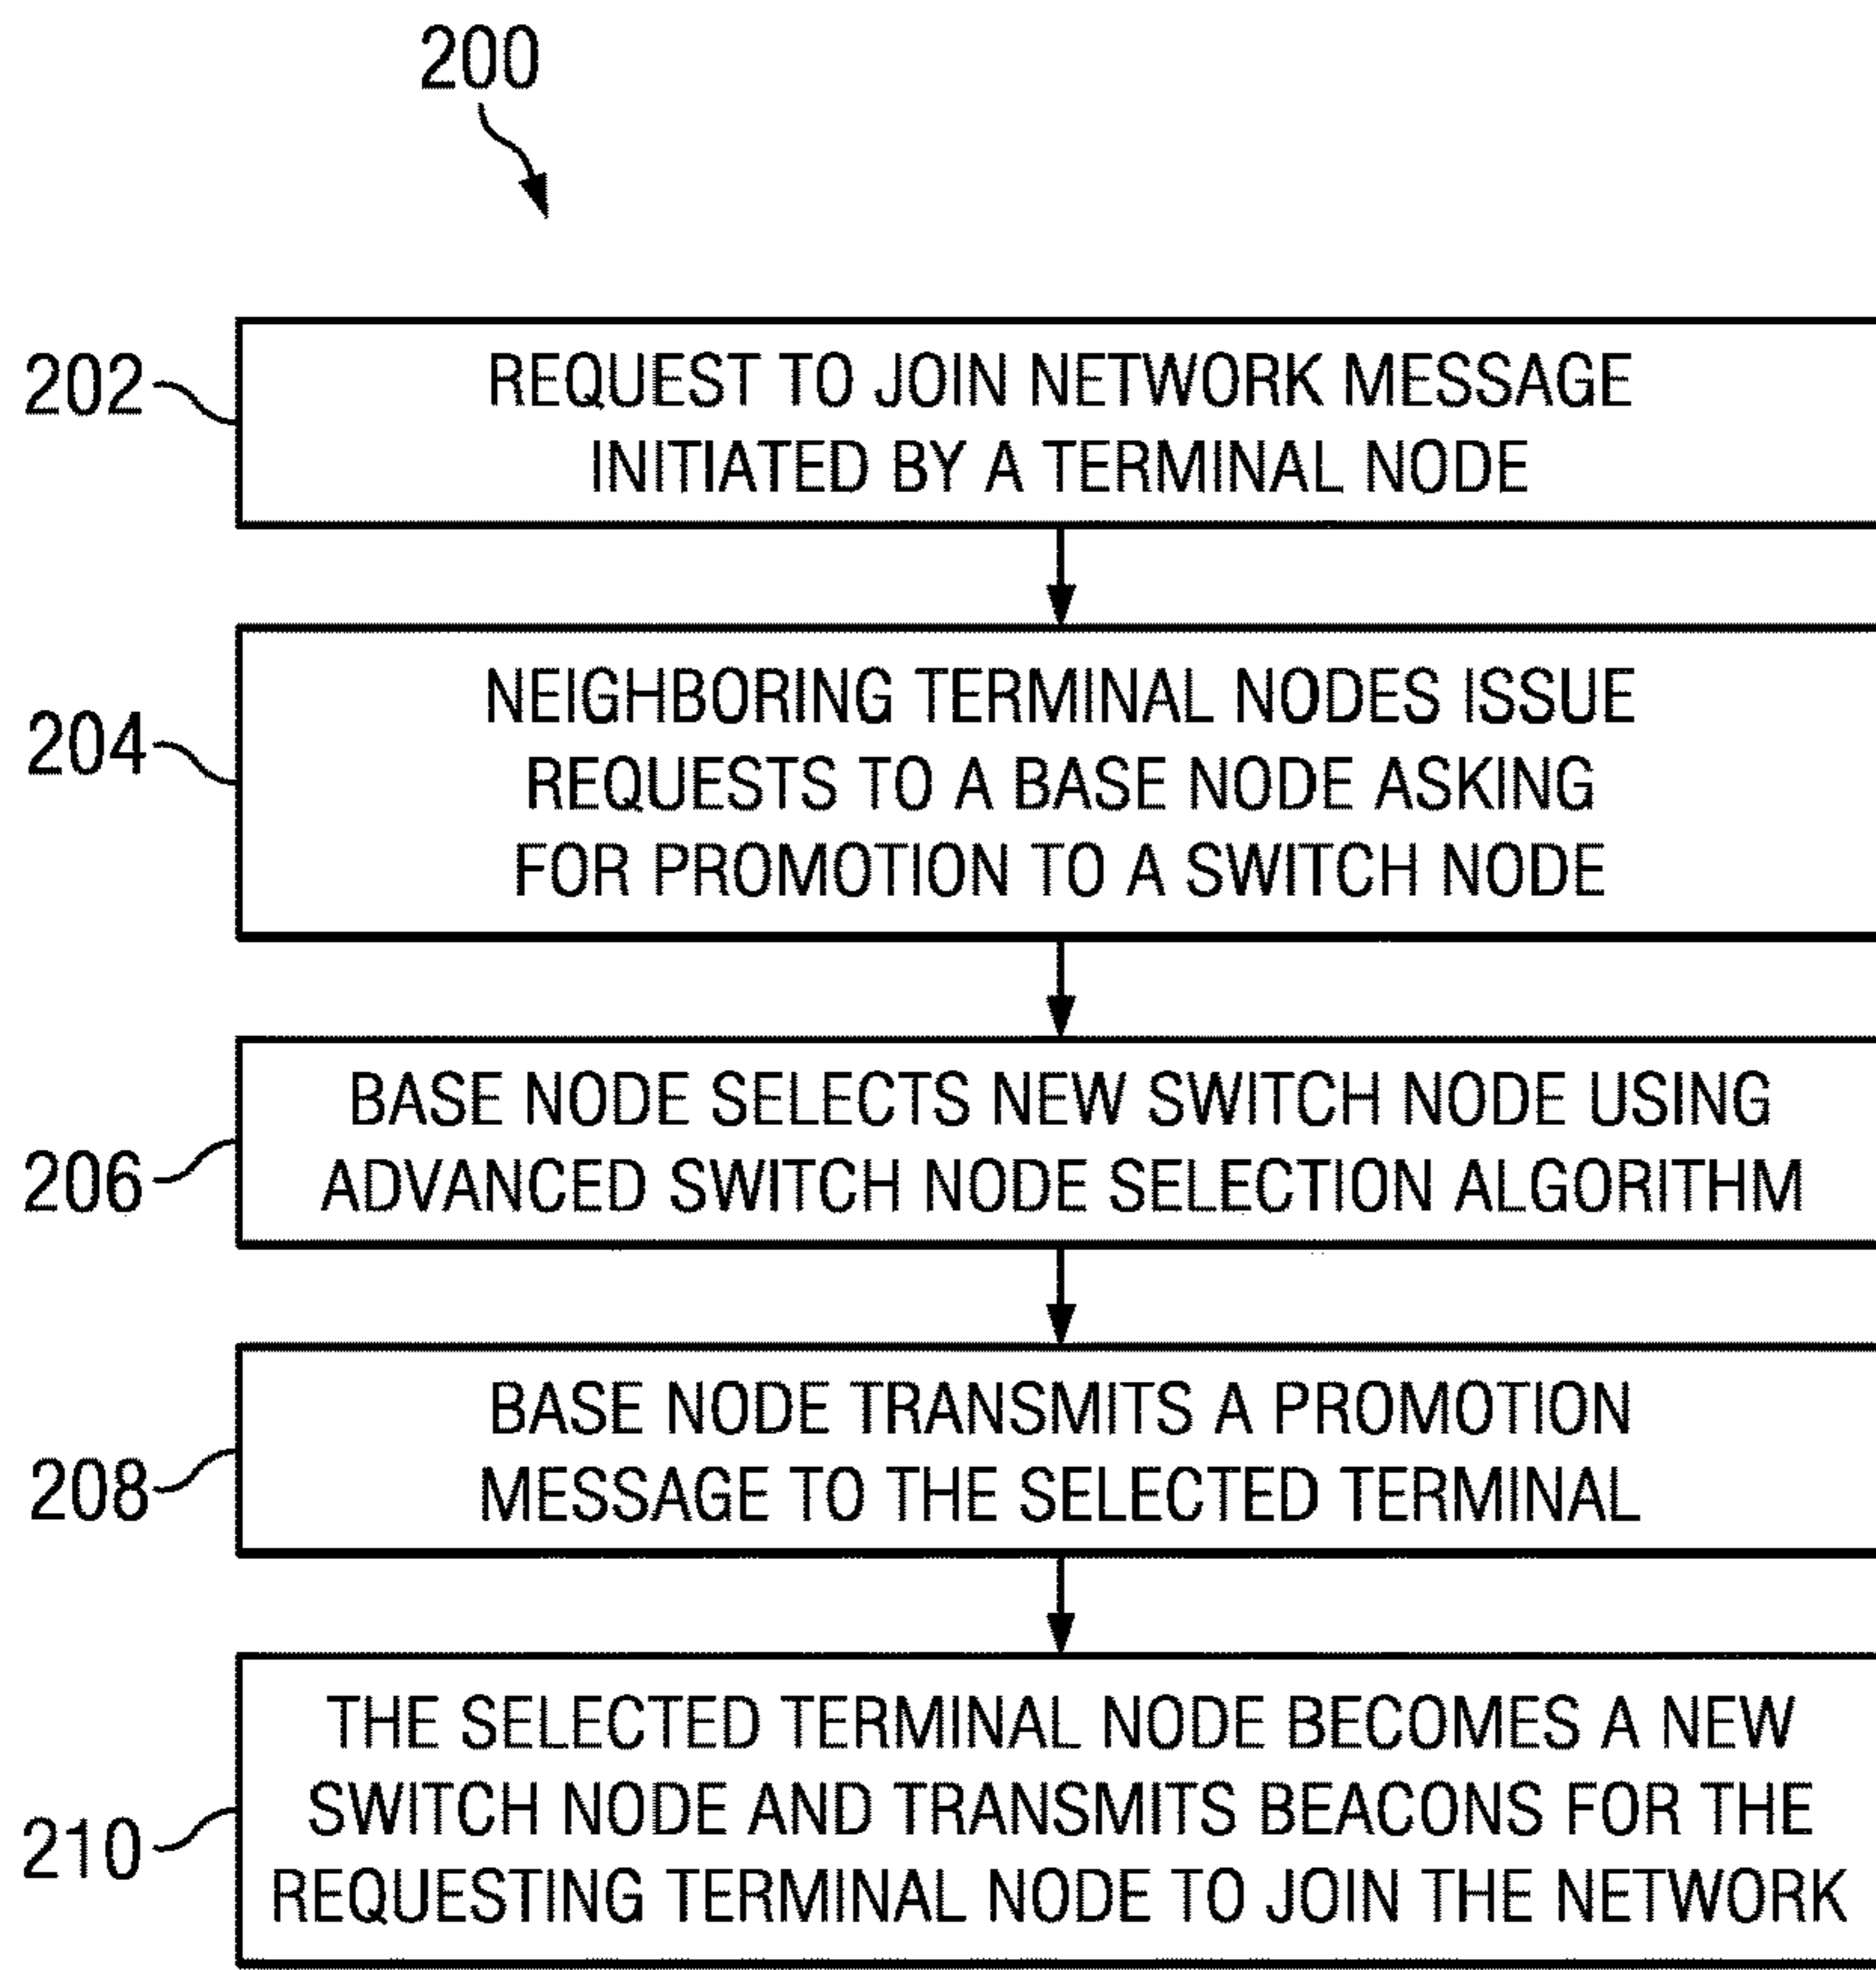 200
202
REQUEST TO JOIN NETWORK MESSAGE
INITIATED BY A TERMINAL NODE
204
NEIGHBORING TERMINAL NODES ISSUE
REQUESTS TO A BASE NODE ASKING
FOR PROMOTION TO A SWITCH NODE
206
BASE NODE SELECTS NEW SWITCH NODE USING
ADVANCED SWITCH NODE SELECTION ALGORITHM
208
BASE NODE TRANSMITS A PROMOTION
MESSAGE TO THE SELECTED TERMINAL
210
THE SELECTED TERMINAL NODE BECOMES A NEW
SWITCH NODE AND TRANSMITS BEACONS FOR THE
REQUESTING TERMINAL NODE TO JOIN THE NETWORK